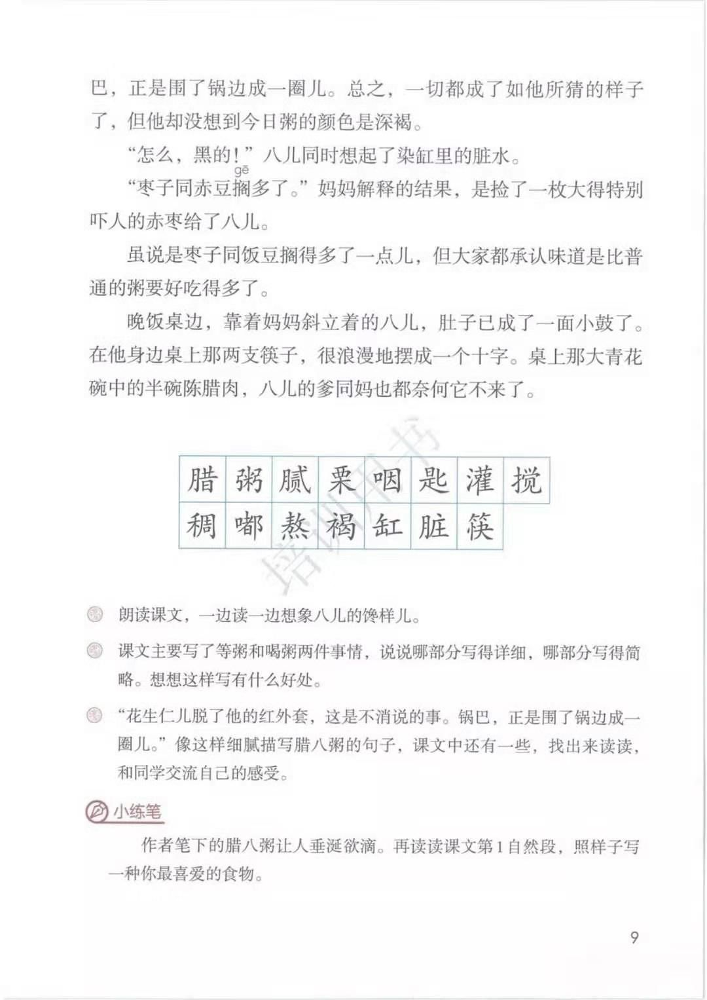 巴，正是围了锅边成一圈儿。总之，一切都成了如他所猜的样子
了，但他却没想到今日粥的颜色是深褐。
“怎么，黑的！”八儿同时想起了染缸里的脏水。
gē
“枣子同赤豆搁多了。”妈妈解释的结果，是捡了一枚大得特别
吓人的赤枣给了八儿。
虽说是枣子同饭豆搁得多了一点儿，但大家都承认味道是比普
通的粥要好吃得多了。
晚饭桌边，靠着妈妈斜立着的八儿，肚子已成了一面小鼓了。
在他身边桌上那两支筷子，很浪漫地摆成一个十字。桌上那大青花
碗中的半碗陈腊肉，八儿的爹同妈也都奈何它不来了。
腊粥腻栗咽匙灌搅
稠嘟熬褐缸脏筷
培训用书
朗读课文，一边读一边想象八儿的馋样儿。
课文主要写了等粥和喝粥两件事情，说说哪部分写得详细，哪部分写得简
略。想想这样写有什么好处。
“花生仁儿脱了他的红外套，这是不消说的事。锅巴，正是围了锅边成一
圈儿。”像这样细腻描写腊八粥的句子，课文中还有一些，找出来读读，
和同学交流自己的感受。
小练笔
作者笔下的腊八粥让人垂涎欲滴。再读读课文第1自然段，照样子写
一种你最喜爱的食物。
9